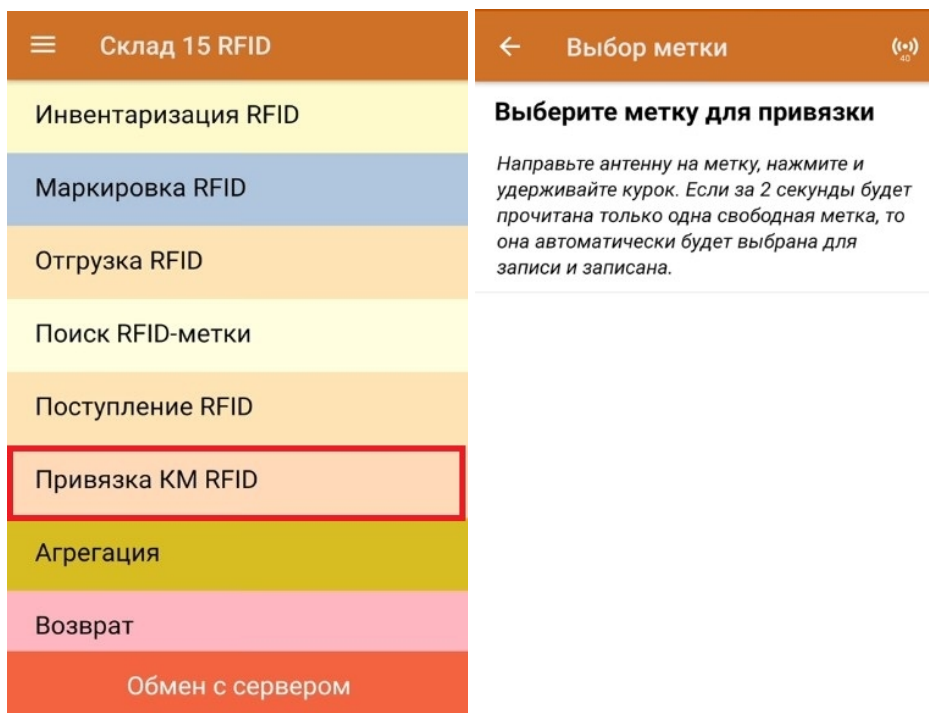 Склад 15 RFID
Инвентаризация RFID
Маркировка RFID
Отгрузка RFID
Поиск RFID-метки
Поступление RFID
Привязка КМ RFID
Агрегация
Возврат
Обмен с сервером
Выбор метки
40
Выберите метку для привязки
Направьте антенну на метку, нажмите и
удерживайте курок. Если за 2 секунды будет
прочитана только одна свободная метка, то
она автоматически будет выбрана для
записи и записана.